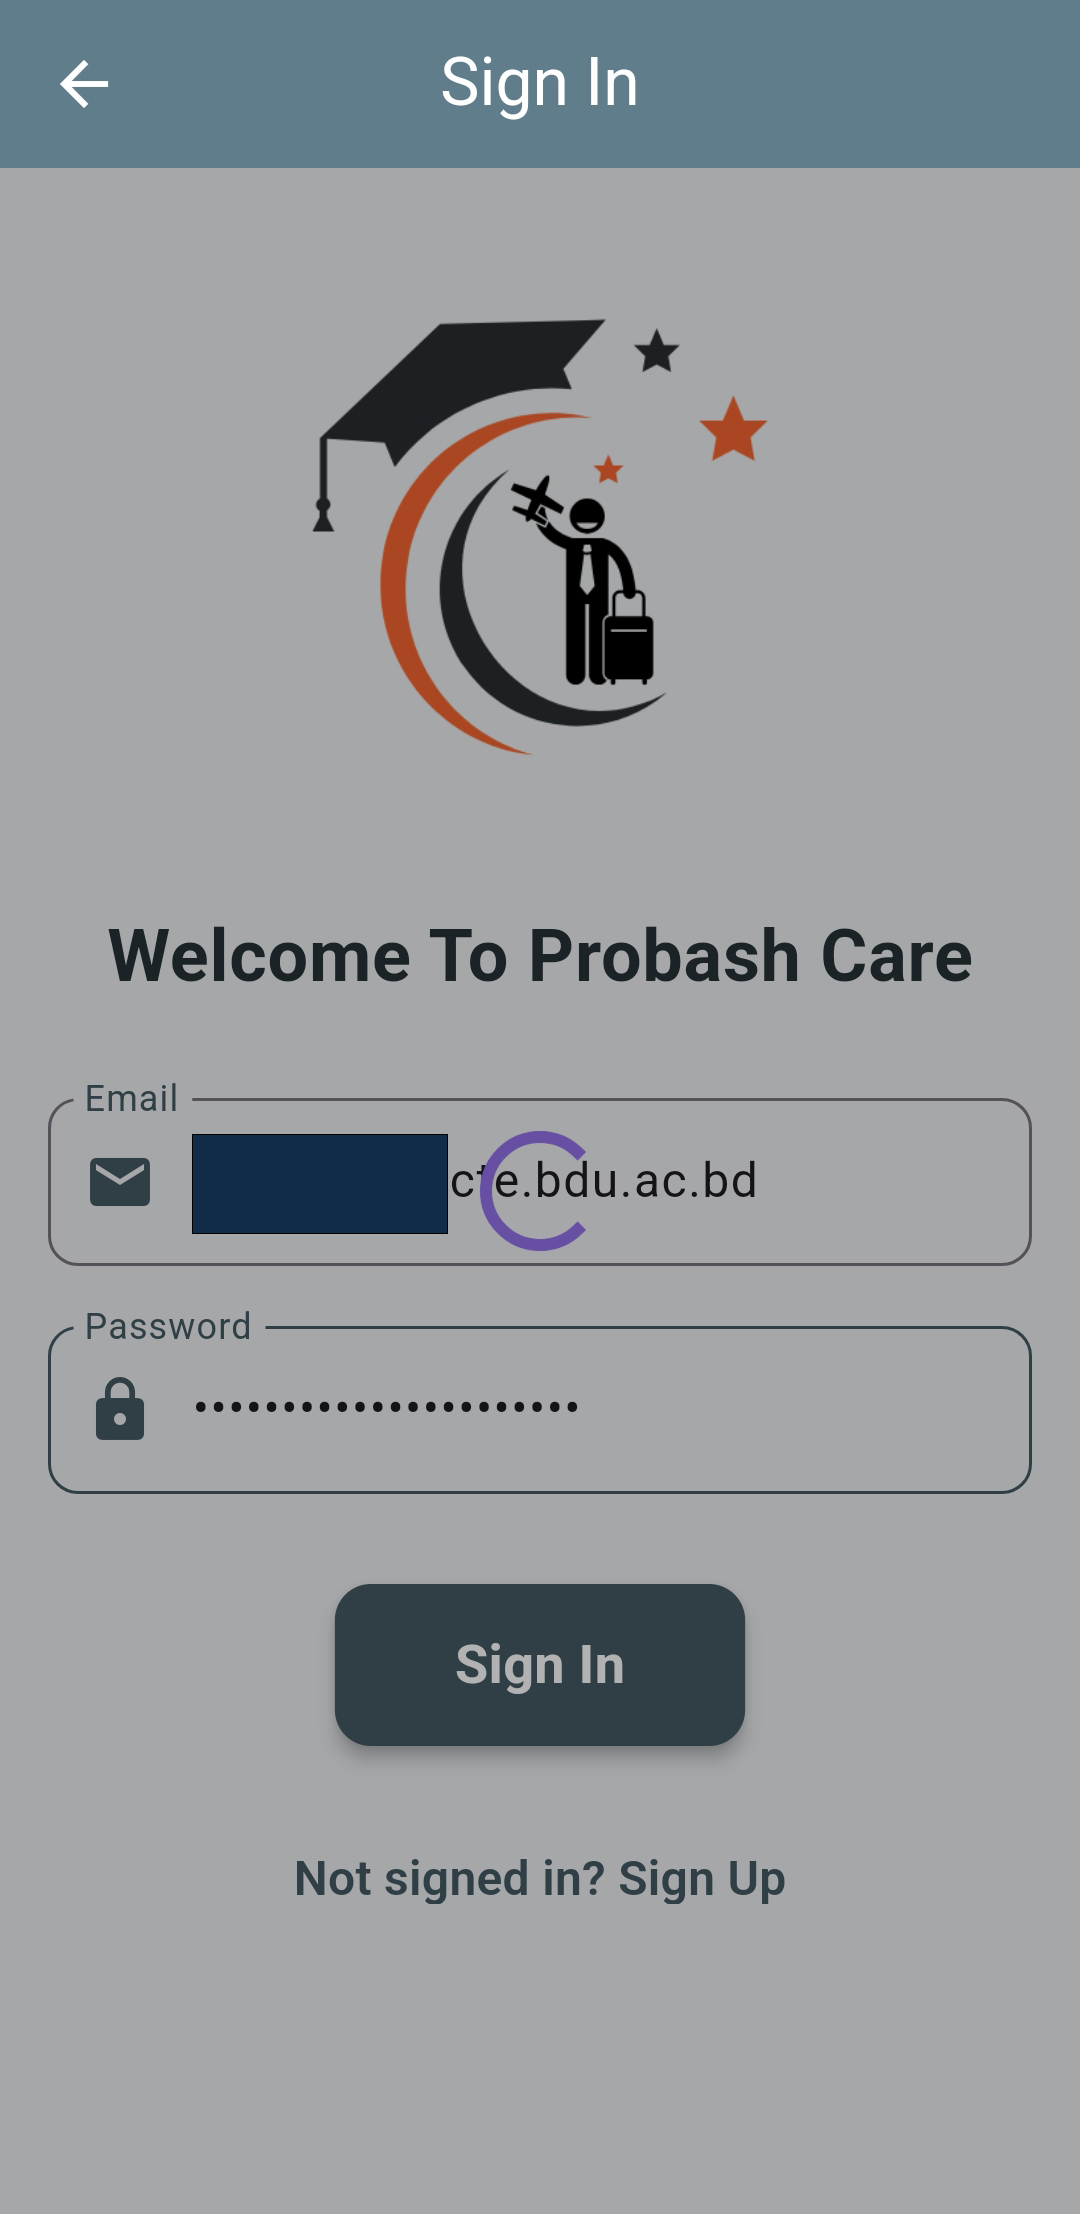 Sign In
Welcome To Probash Care
Email
cte.bdu.ac.bd
Password
••••••••••••••••••••••
Sign In
Not signed in? Sign Up